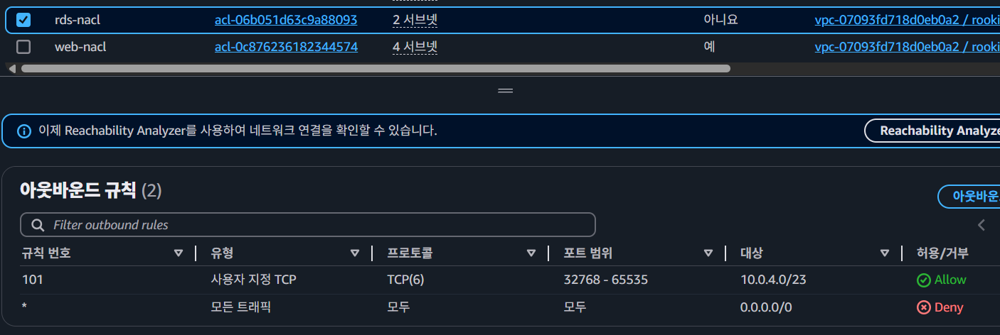 rds-nacl acl-06b051d63c9a88093 2 서브넷 아니요 vpc-07093fd718d0eb0a2 / rooki
web-nacl acl-0c876236182344574 4 서브넷 예 vpc-07093fd718d0eb0a2 / rooki
이제 Reachability Analyzer를 사용하여 네트워크 연결을 확인할 수 있습니다. Reachability Analyze
아웃바운드 규칙 (2) 아웃바운
Filter outbound rules
규칙 번호 유형 프로토콜 포트 범위 대상 허용/거부
101 사용자 지정 TCP TCP(6) 32768 - 65535 10.0.4.0/23 Allow
* 모든 트래픽 모두 모두 0.0.0.0/0 Deny